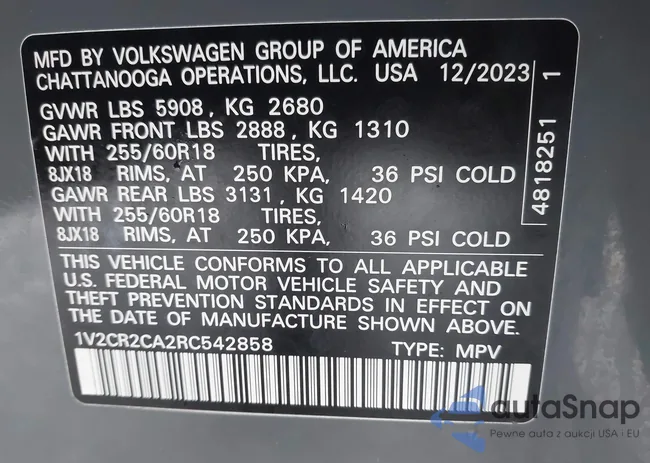 MFD BY VOLKSWAGEN GROUP OF AMERICA
CHATTANOOGA OPERATIONS, LLC. USA 12/2023
GVWR LBS 5908, KG 2680
GAWR FRONT LBS 2888, KG 1310
WITH 255/60R18 TIRES,
8JX18 RIMS, AT 250 KPA, 36 PSI COLD
GAWR REAR LBS 3131, KG 1420
WITH 255/60R18 TIRES,
8JX18 RIMS, AT 250 KPA, 36 PSI COLD
4818251 1
THIS VEHICLE CONFORMS TO ALL APPLICABLE
U.S. FEDERAL MOTOR VEHICLE SAFETY AND
THEFT PREVENTION STANDARDS IN EFFECT ON
THE DATE OF MANUFACTURE SHOWN ABOVE.
1V2CR2CA2RC542858 TYPE: MPV
autaSnap
Pewne auta z aukcji USA i EU